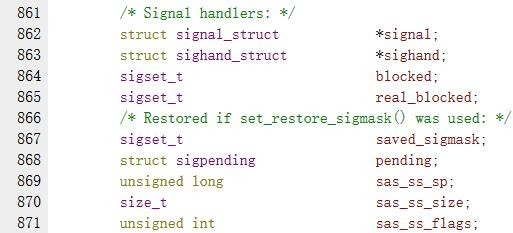 861 /* Signal handlers: */
862 struct signal_struct *signal;
863 struct sighand_struct *sighand;
864 sigset_t blocked;
865 sigset_t real_blocked;
866 /* Restored if set_restore_sigmask() was used: */
867 sigset_t saved_sigmask;
868 struct sigpending pending;
869 unsigned long sas_ss_sp;
870 size_t sas_ss_size;
871 unsigned int sas_ss_flags;